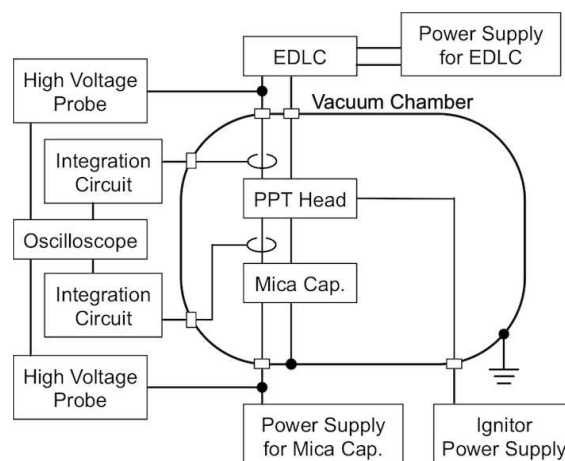 EDLC
Power Supply
for EDLC
High Voltage
Probe
Vacuum Chamber
Integration
Circuit
PPT Head
Oscilloscope
Mica Cap.
Integration
Circuit
High Voltage
Probe
Power Supply
for Mica Cap.
Ignitor
Power Supply